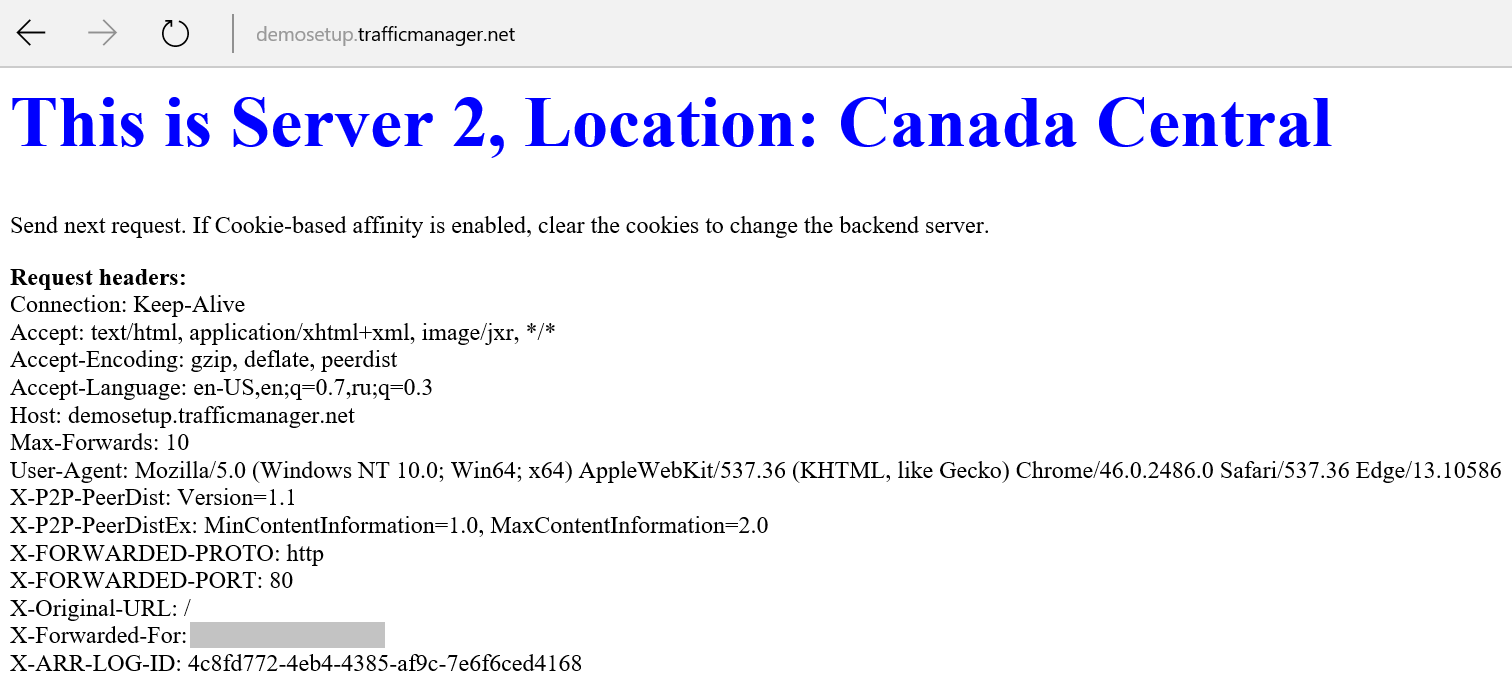 demosetup.trafficmanager.net
This is Server 2, Location: Canada Central
Send next request. If Cookie-based affinity is enabled, clear the cookies to change the backend server.
Request headers:
Connection: Keep-Alive
Accept: text/html, application/xhtml+xml, image/jxr, */*
Accept-Encoding: gzip, deflate, peerdist
Accept-Language: en-US,en;q=0.7,ru;q=0.3
Host: demosetup.trafficmanager.net
Max-Forwards: 10
User-Agent: Mozilla/5.0 (Windows NT 10.0; Win64; x64) AppleWebKit/537.36 (KHTML, like Gecko) Chrome/46.0.2486.0 Safari/537.36 Edge/13.10586
X-P2P-PeerDist: Version=1.1
X-P2P-PeerDistEx: MinContentInformation=1.0, MaxContentInformation=2.0
X-FORWARDED-PROTO: http
X-FORWARDED-PORT: 80
X-Original-URL: /
X-Forwarded-For:
X-ARR-LOG-ID: 4c8fd772-4eb4-4385-af9c-7e6f6ced4168